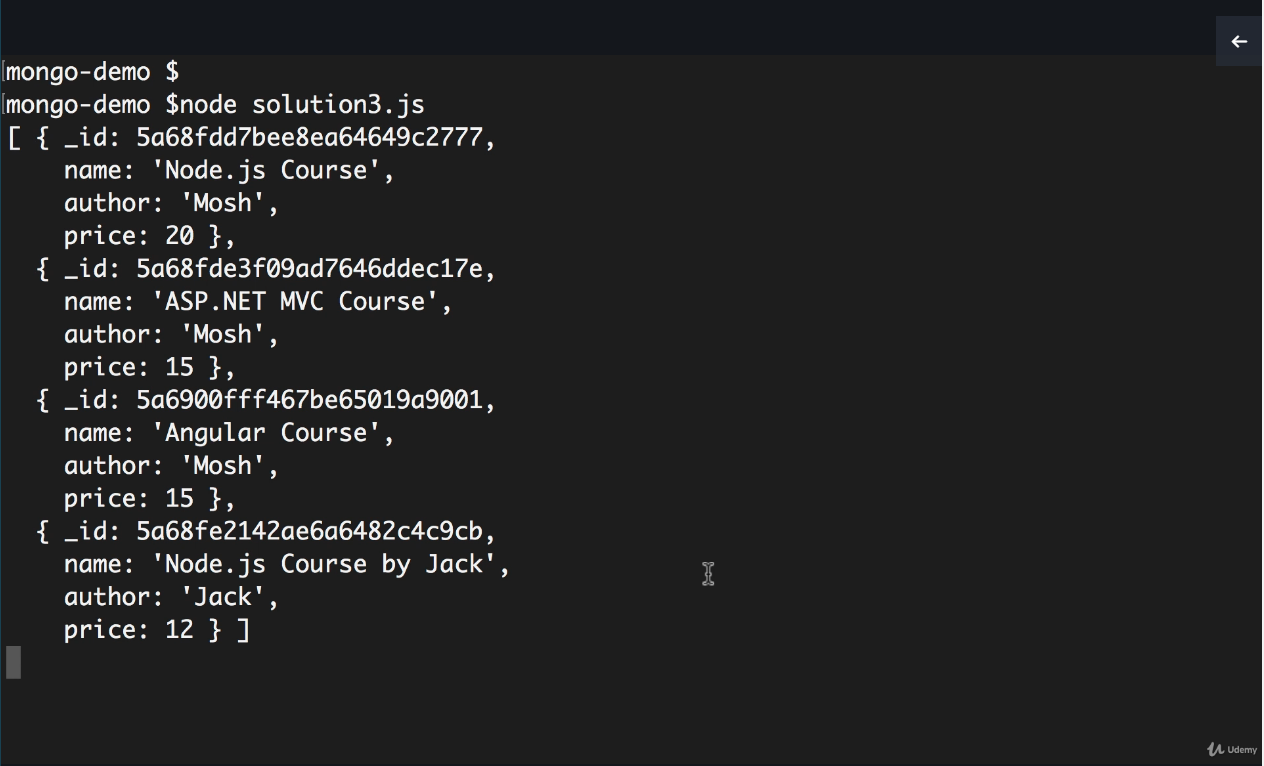 mongo-demo $
mongo-demo $node solution3.js
[ { _id: 5a68fdd7bee8ea64649c2777,
name: 'Node.js Course',
author: 'Mosh',
price: 20 },
{ _id: 5a68fde3f09ad7646ddec17e,
name: 'ASP.NET MVC Course',
author: 'Mosh',
price: 15 },
{ _id: 5a6900fff467be65019a9001,
name: 'Angular Course',
author: 'Mosh',
price: 15 },
{ _id: 5a68fe2142ae6a6482c4c9cb,
name: 'Node.js Course by Jack',
author: 'Jack',
price: 12 } ]
Udemy